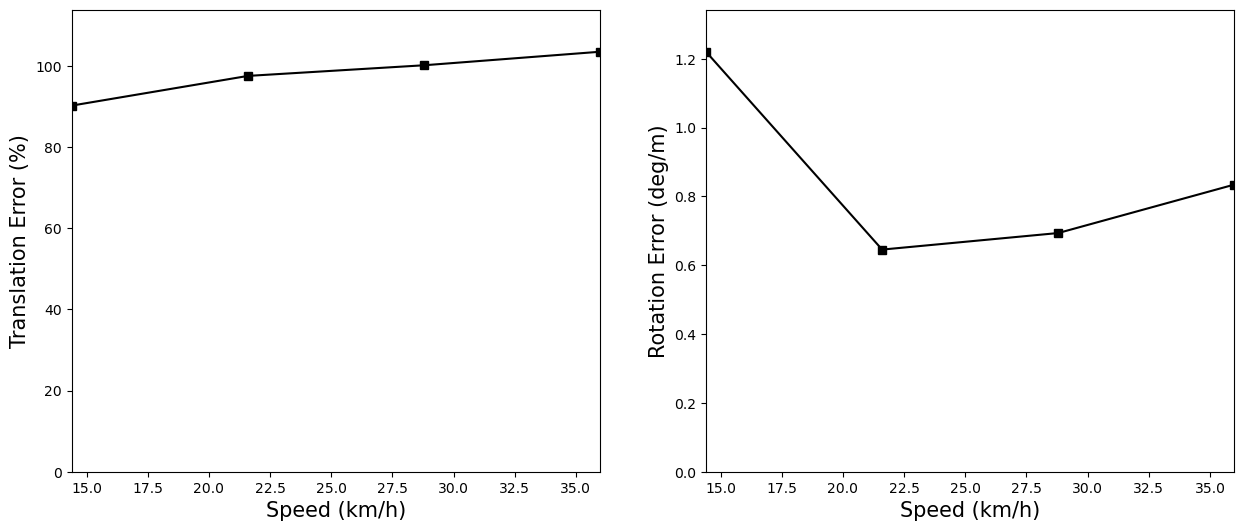 Translation Error (%)
100
80
60
40
20
0
15.0 17.5 20.0 22.5 25.0 27.5 30.0 32.5 35.0
Speed (km/h)
Rotation Error (deg/m)
1.2
1.0
0.8
0.6
0.4
0.2
0.0
15.0 17.5 20.0 22.5 25.0 27.5 30.0 32.5 35.0
Speed (km/h)